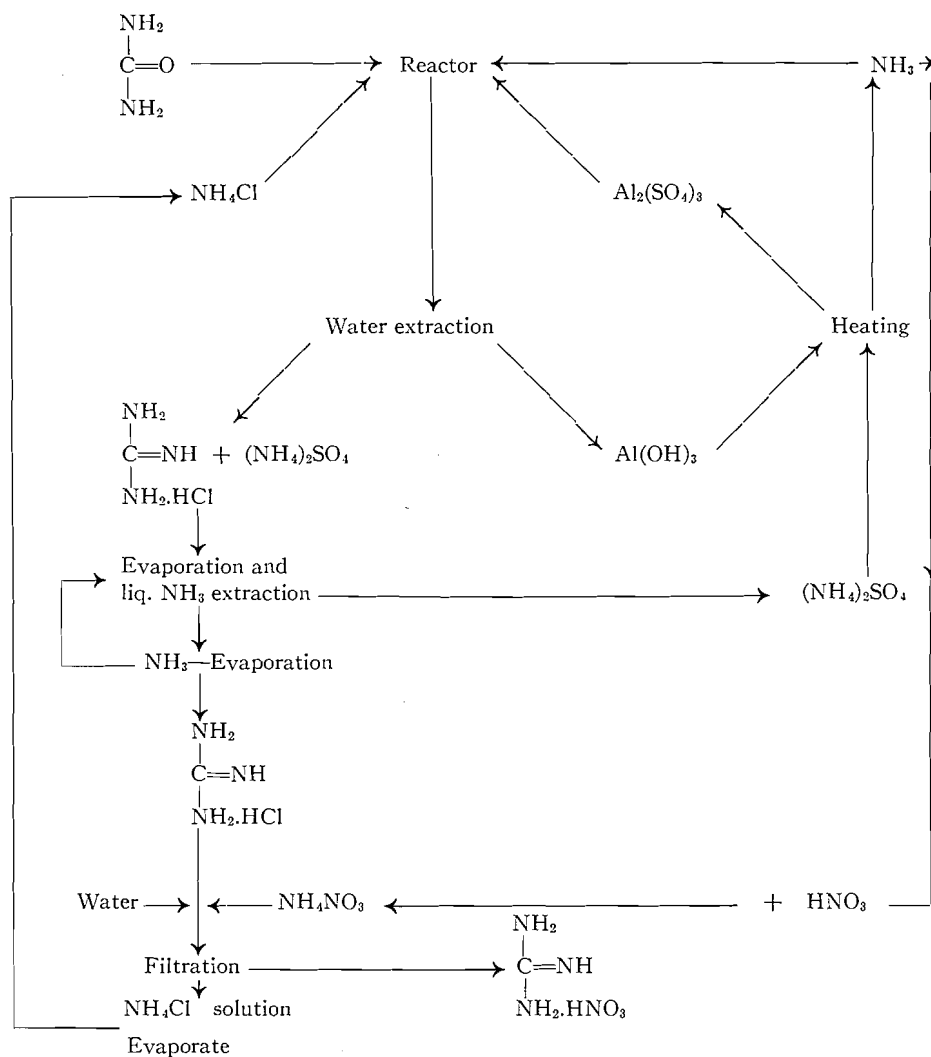 NH₂
C=O
NH₂
Reactor
NH₃
NH₄Cl
Al₂(SO₄)₃
Water extraction
Heating
NH₂
C=NH + (NH₄)₂SO₄
NH₂.HCl
Al(OH)₃
Evaporation and
liq. NH₃ extraction
(NH₄)₂SO₄
NH₃—Evaporation
NH₂
C=NH
NH₂.HCl
Water
NH₄NO₃
+ HNO₃
NH₂
C=NH
NH₂.HNO₃
Filtration
NH₄Cl solution
Evaporate